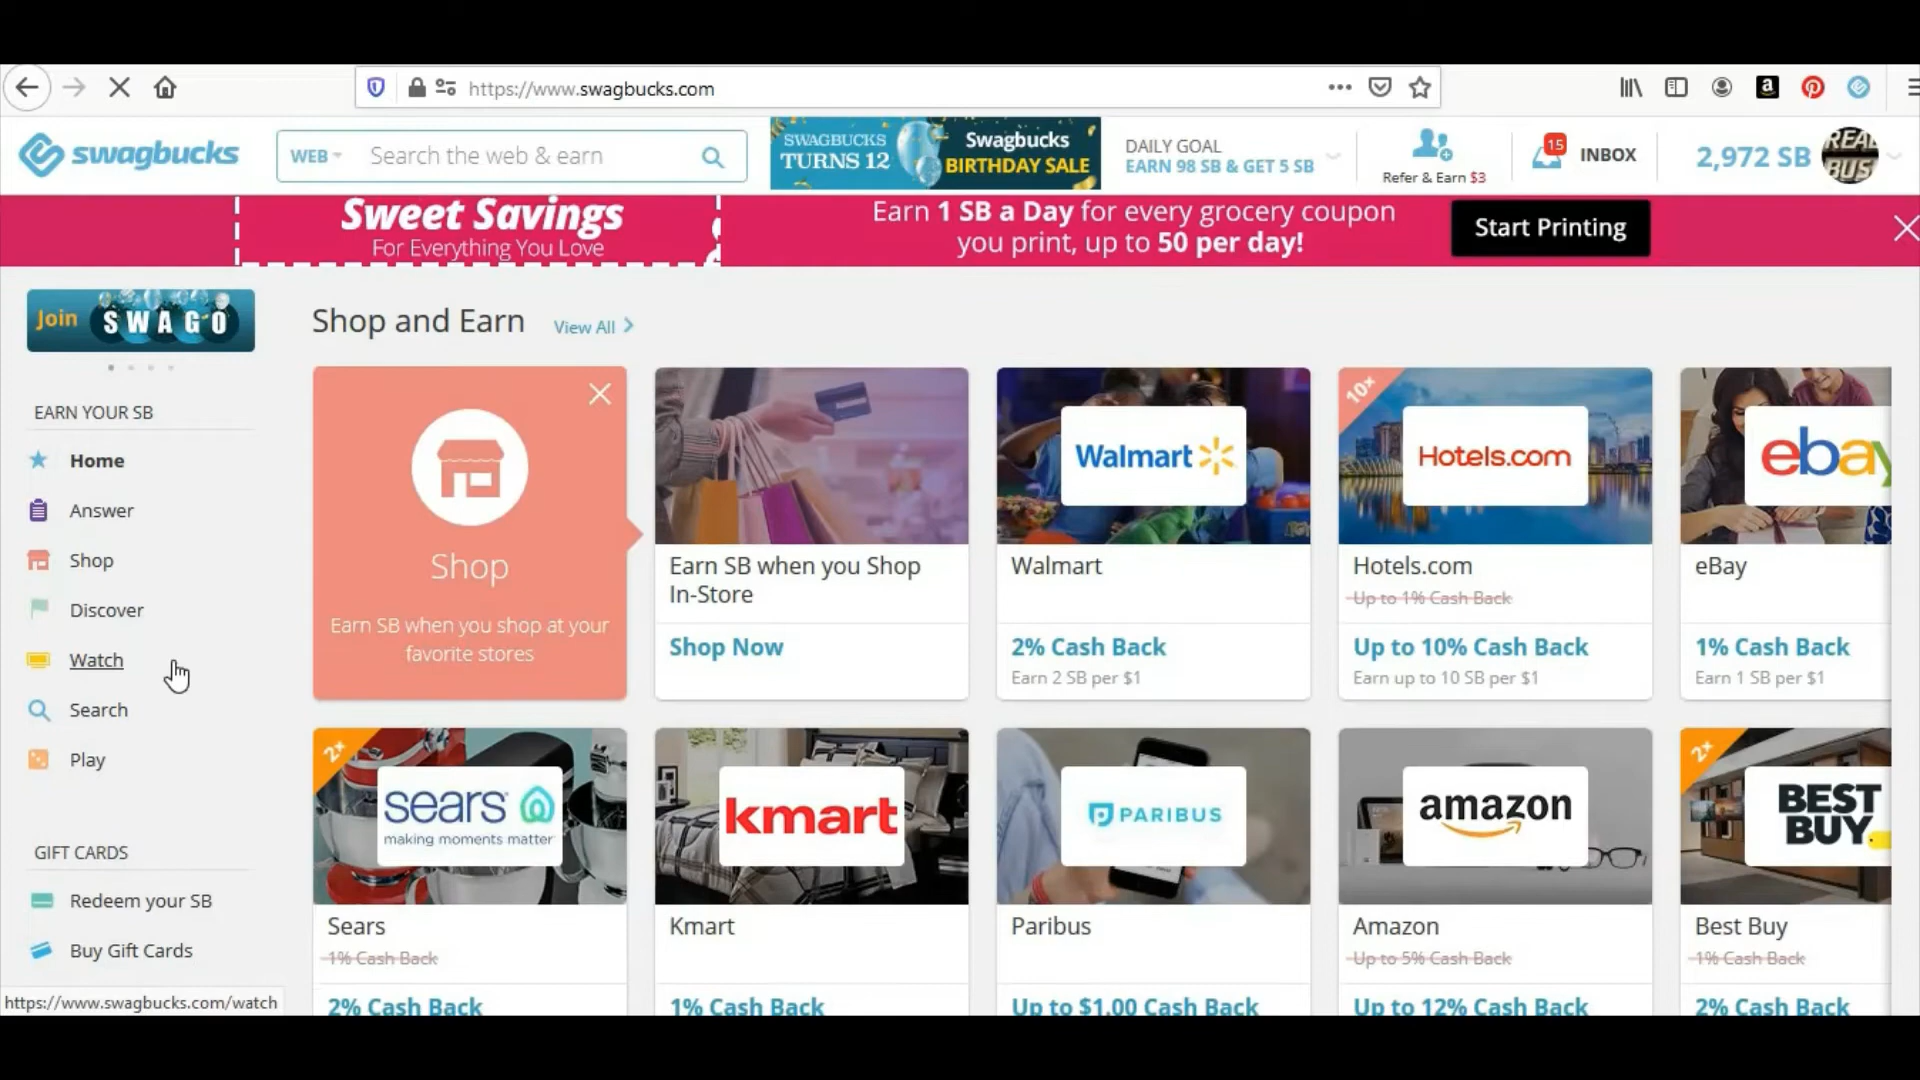 https://www.swagbucks.com
a
swagbucks
WEB
Search the web & earn
SWAGBUCKS
TURNS 12
Swagbucks
BIRTHDAY SALE
DAILY GOAL
EARN 98 SB & GET 5 SB
Refer & Earn $3
15
INBOX
2,972 SB
REAL
BUS
Sweet Savings
For Everything You Love
Earn 1 SB a Day for every grocery coupon
you print, up to 50 per day!
Start Printing
Join SWAGO
EARN YOUR SB
Home
Answer
Shop
Discover
Watch
Search
Play
GIFT CARDS
Redeem your SB
Buy Gift Cards
https://www.swagbucks.com/watch
Shop and Earn
View All
Shop
Earn SB when you shop at your
favorite stores
Earn SB when you Shop
In-Store
Shop Now
Walmart
Walmart
2% Cash Back
Earn 2 SB per $1
10x
Hotels.com
Hotels.com
Up to 1% Cash Back
Up to 10% Cash Back
Earn up to 10 SB per $1
ebay
eBay
1% Cash Back
Earn 1 SB per $1
2x
sears
making moments matter
Sears
1% Cash Back
2% Cash Back
kmart
Kmart
1% Cash Back
PARIBUS
Paribus
Up to $1.00 Cash Back
amazon
Amazon
Up to 5% Cash Back
Up to 12% Cash Back
2x
BEST
BUY
Best Buy
1% Cash Back
2% Cash Back